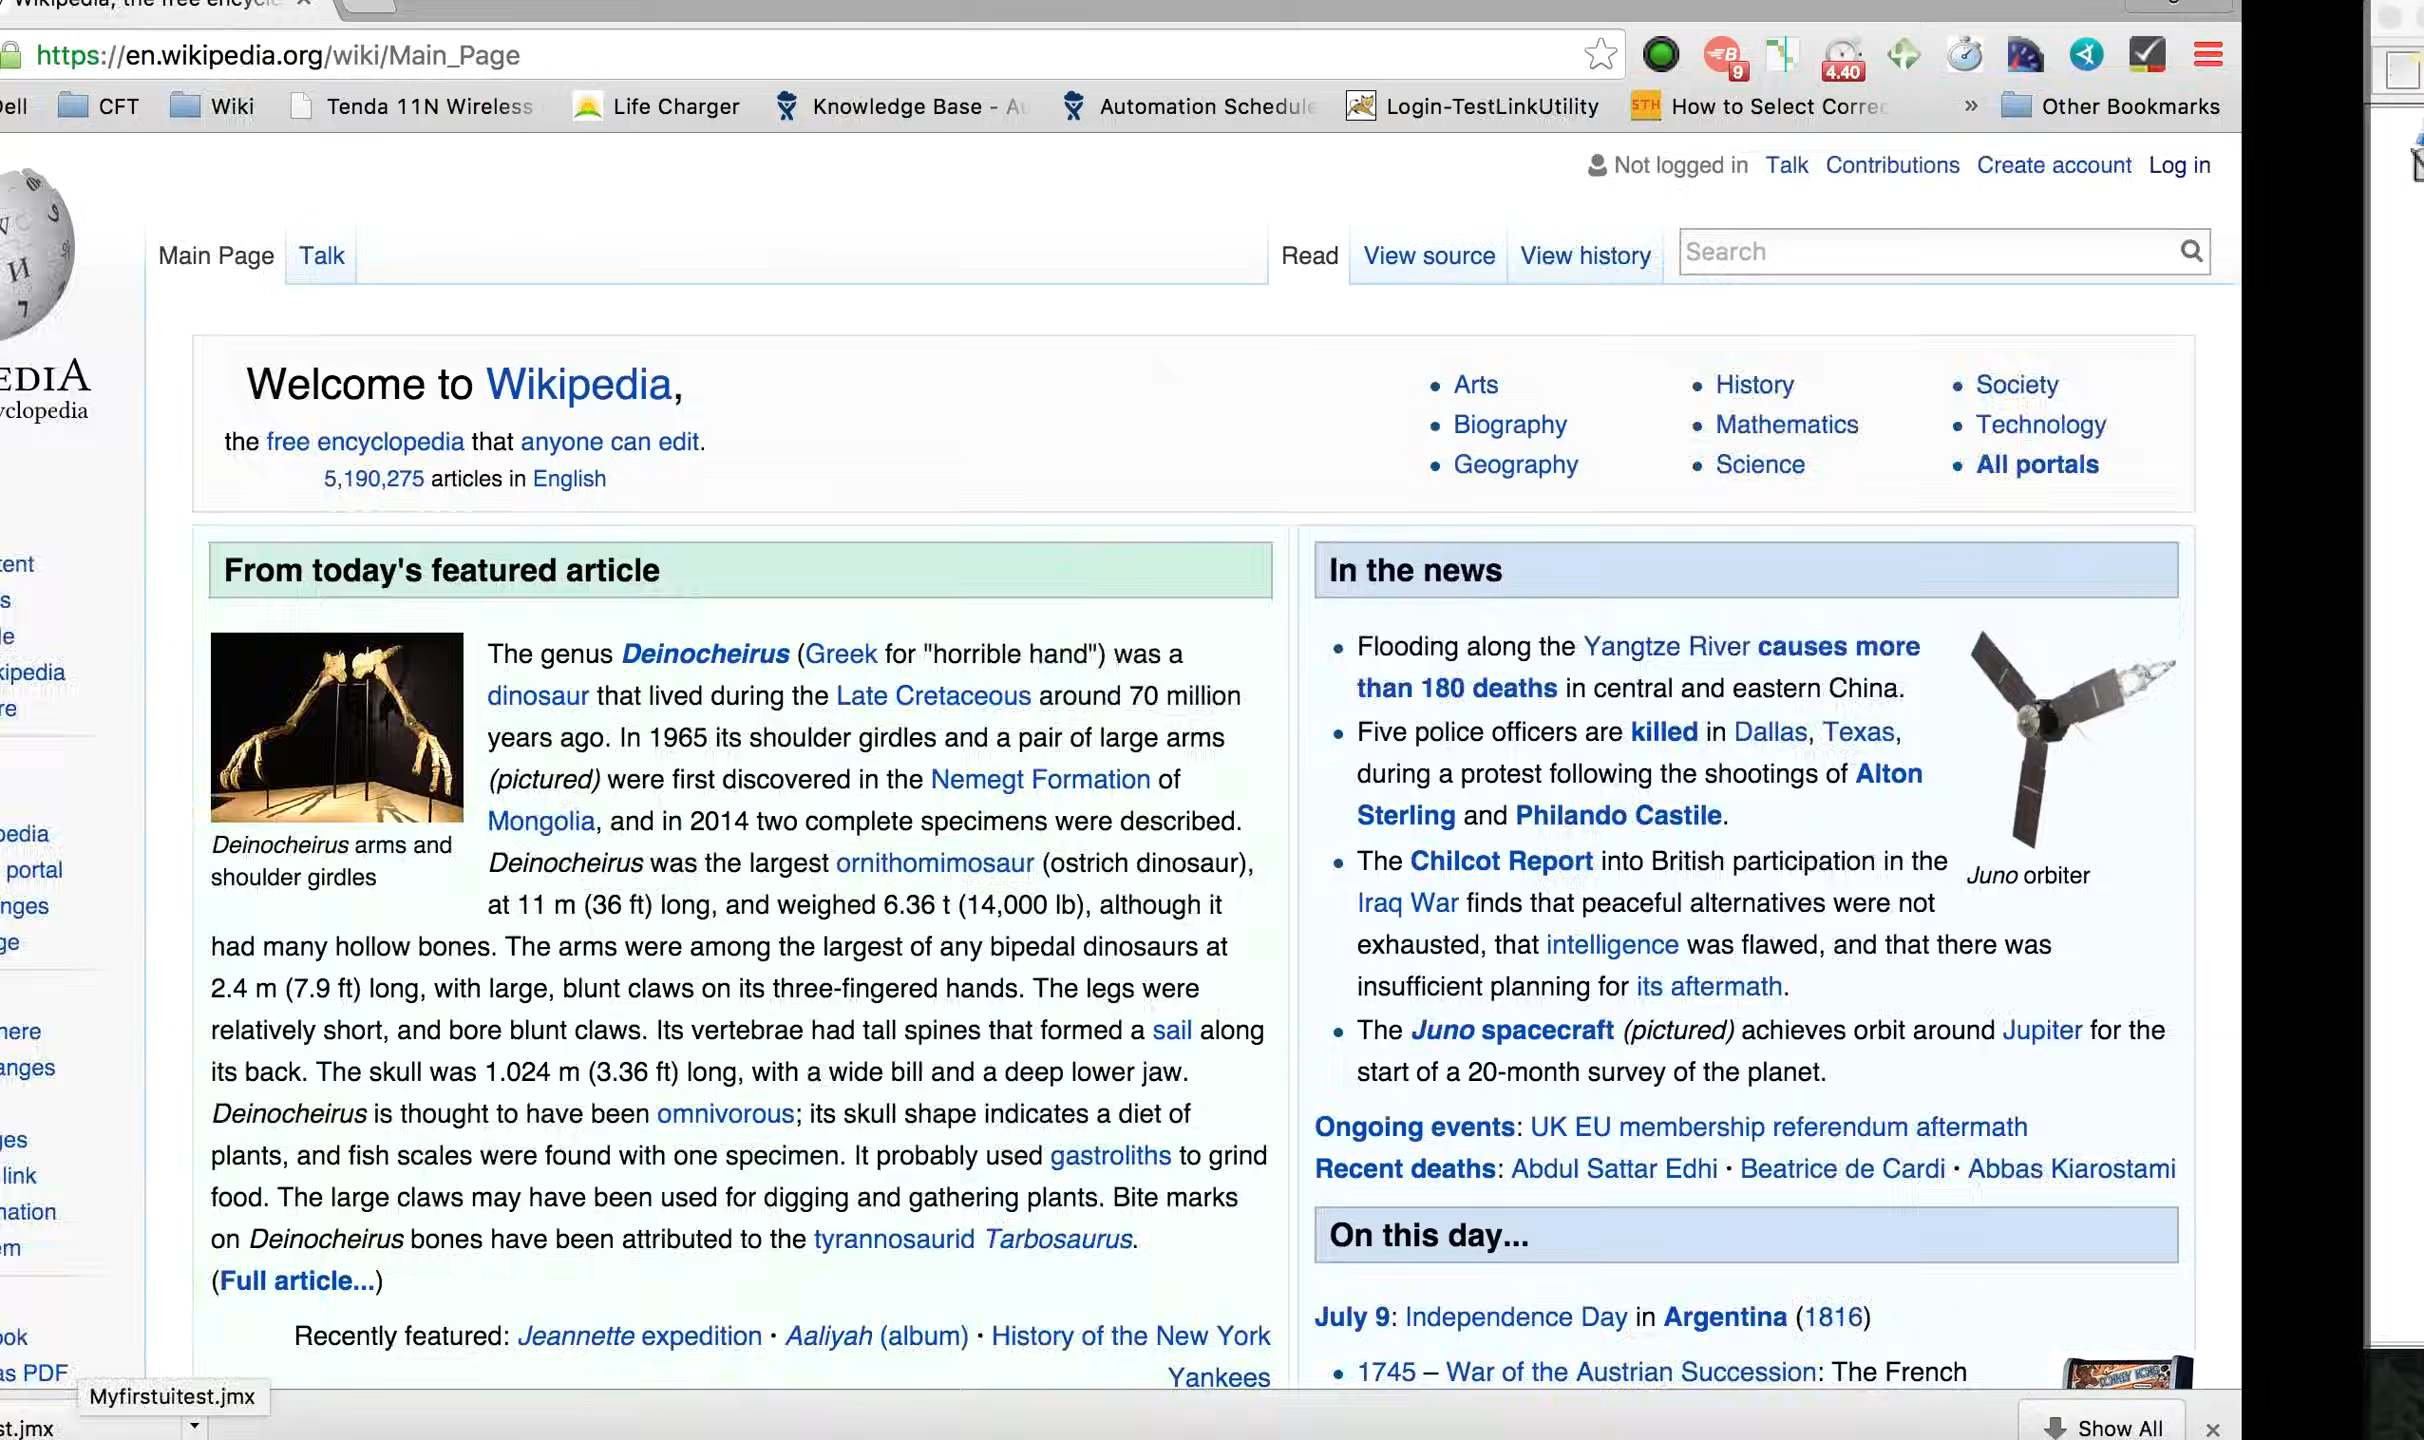 https://en.wikipedia.org/wiki/Main_Page
CFT Wiki Tenda 11N Wireless Life Charger Knowledge Base - Automation Login-TestLinkUtility How to Select » Other Bookmarks
Not logged in Talk Contributions Create account Log in
Main Page Talk Read View source View history Search
Welcome to Wikipedia,
the free encyclopedia that anyone can edit.
5,190,275 articles in English
Arts
Biography
Geography
History
Mathematics
Science
Society
Technology
All portals
From today's featured article
The genus Deinocheirus (Greek for "horrible hand") was a
dinosaur that lived during the Late Cretaceous around 70 million
years ago. In 1965 its shoulder girdles and a pair of large arms
(pictured) were first discovered in the Nemegt Formation of
Mongolia, and in 2014 two complete specimens were described.
Deinocheirus was the largest ornithomimosaur (ostrich dinosaur),
at 11 m (36 ft) long, and weighed 6.36 t (14,000 lb), although it
had many hollow bones. The arms were among the largest of any bipedal dinosaurs at
2.4 m (7.9 ft) long, with large, blunt claws on its three-fingered hands. The legs were
relatively short, and bore blunt claws. Its vertebrae had tall spines that formed a sail along
its back. The skull was 1.024 m (3.36 ft) long, with a wide bill and a deep lower jaw.
Deinocheirus is thought to have been omnivorous; its skull shape indicates a diet of
plants, and fish scales were found with one specimen. It probably used gastroliths to grind
food. The large claws may have been used for digging and gathering plants. Bite marks
on Deinocheirus bones have been attributed to the tyrannosaurid Tarbosaurus.
(Full article...)
Deinocheirus arms and
shoulder girdles
Recently featured: Jeannette expedition · Aaliyah (album) · History of the New York
Yankees
In the news
Flooding along the Yangtze River causes more
than 180 deaths in central and eastern China.
Five police officers are killed in Dallas, Texas,
during a protest following the shootings of Alton
Sterling and Philando Castile.
The Chilcot Report into British participation in the
Iraq War finds that peaceful alternatives were not
exhausted, that intelligence was flawed, and that there was
insufficient planning for its aftermath.
The Juno spacecraft (pictured) achieves orbit around Jupiter for the
start of a 20-month survey of the planet.
Juno orbiter
Ongoing events: UK EU membership referendum aftermath
Recent deaths: Abdul Sattar Edhi · Beatrice de Cardi · Abbas Kiarostami
On this day...
July 9: Independence Day in Argentina (1816)
1745 – War of the Austrian Succession: The French
as PDF
Myfirstuitest.jmx
st.jmx
Show All